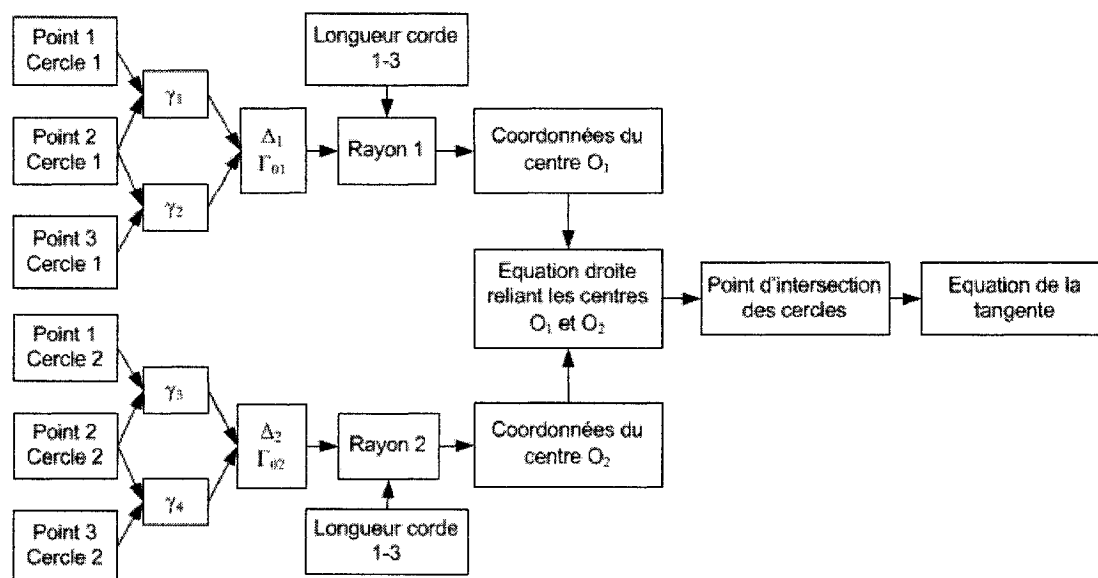 Point 1
Cercle 1
Point 2
Cercle 1
Point 3
Cercle 1
γ₁
γ₂
Δ₁
Γ₀₁
Longueur corde
1-3
Rayon 1
Coordonnées du
centre O₁
Equation droite
reliant les centres
O₁ et O₂
Point d'intersection
des cercles
Equation de la
tangente
Point 1
Cercle 2
Point 2
Cercle 2
Point 3
Cercle 2
γ₃
γ₄
Δ₂
Γ₀₂
Rayon 2
Longueur corde
1-3
Coordonnées du
centre O₂